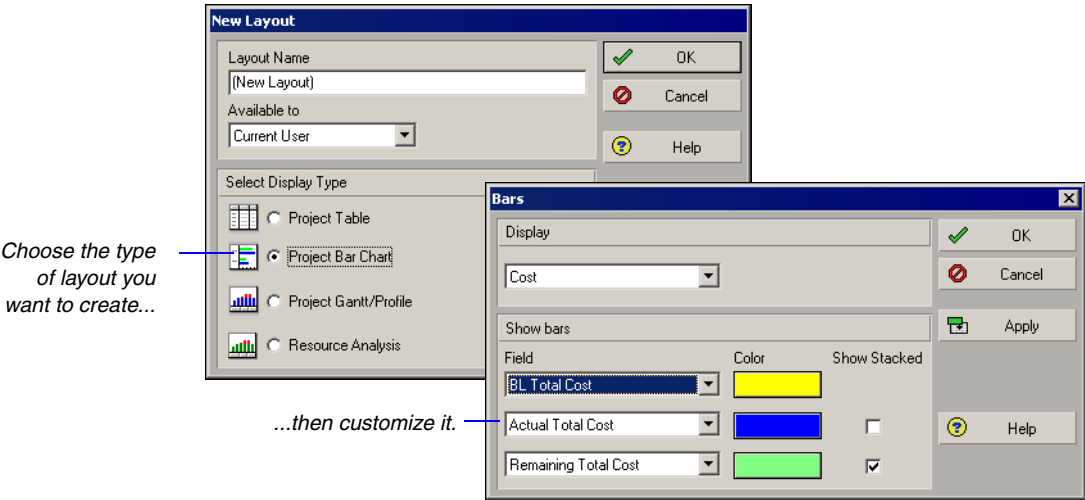 New Layout
Layout Name
(New Layout)
Available to
Current User
OK
Cancel
Help
Select Display Type
Project Table
Project Bar Chart
Project Gantt/Profile
Resource Analysis
Choose the type
of layout you
want to create...
Bars
Display
Cost
Show bars
Field Color Show Stacked
BL Total Cost
Actual Total Cost
Remaining Total Cost
OK
Cancel
Apply
Help
...then customize it.